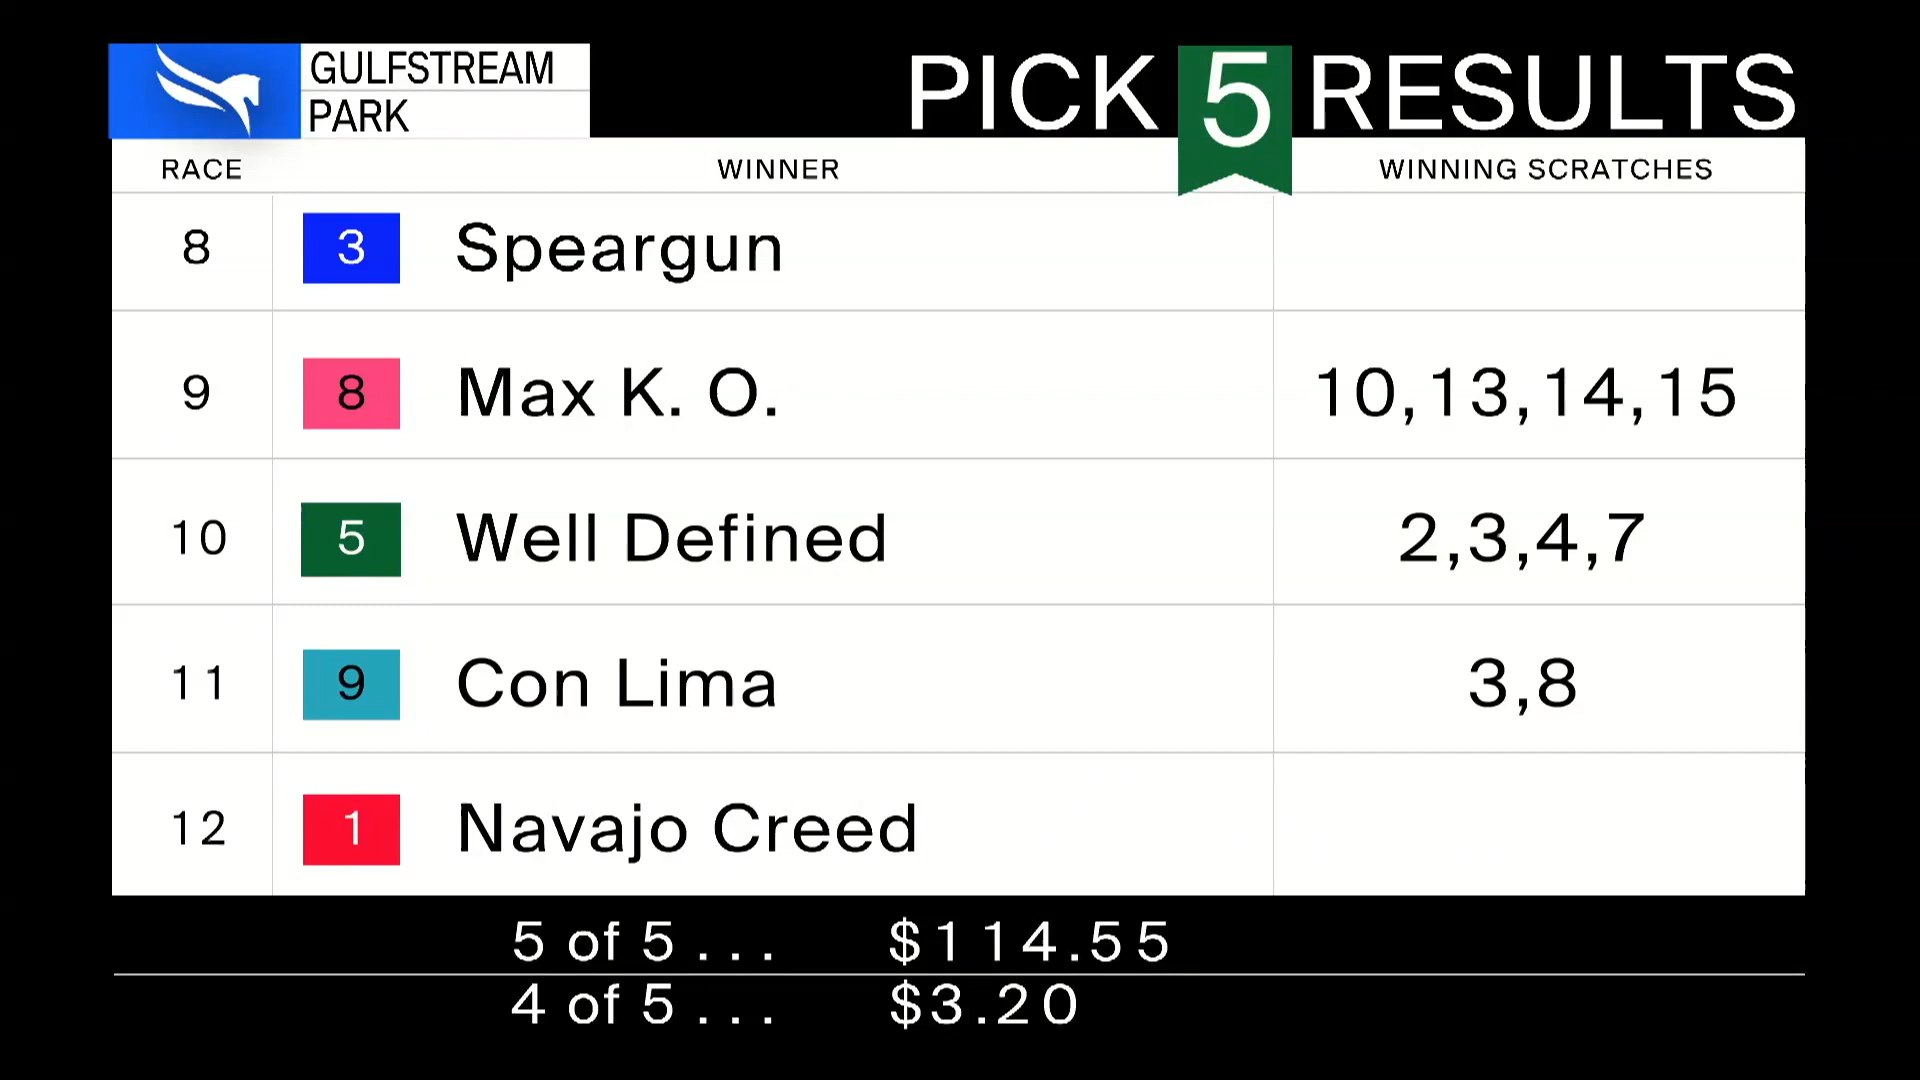 GULFSTREAM
PARK
PICK 5 RESULTS
RACE WINNER WINNING SCRATCHES
8 3 Speargun
9 8 Max K. O. 10,13,14,15
10 5 Well Defined 2,3,4,7
11 9 Con Lima 3,8
12 1 Navajo Creed
5 of 5 . . . $114.55
4 of 5 . . . $3.20